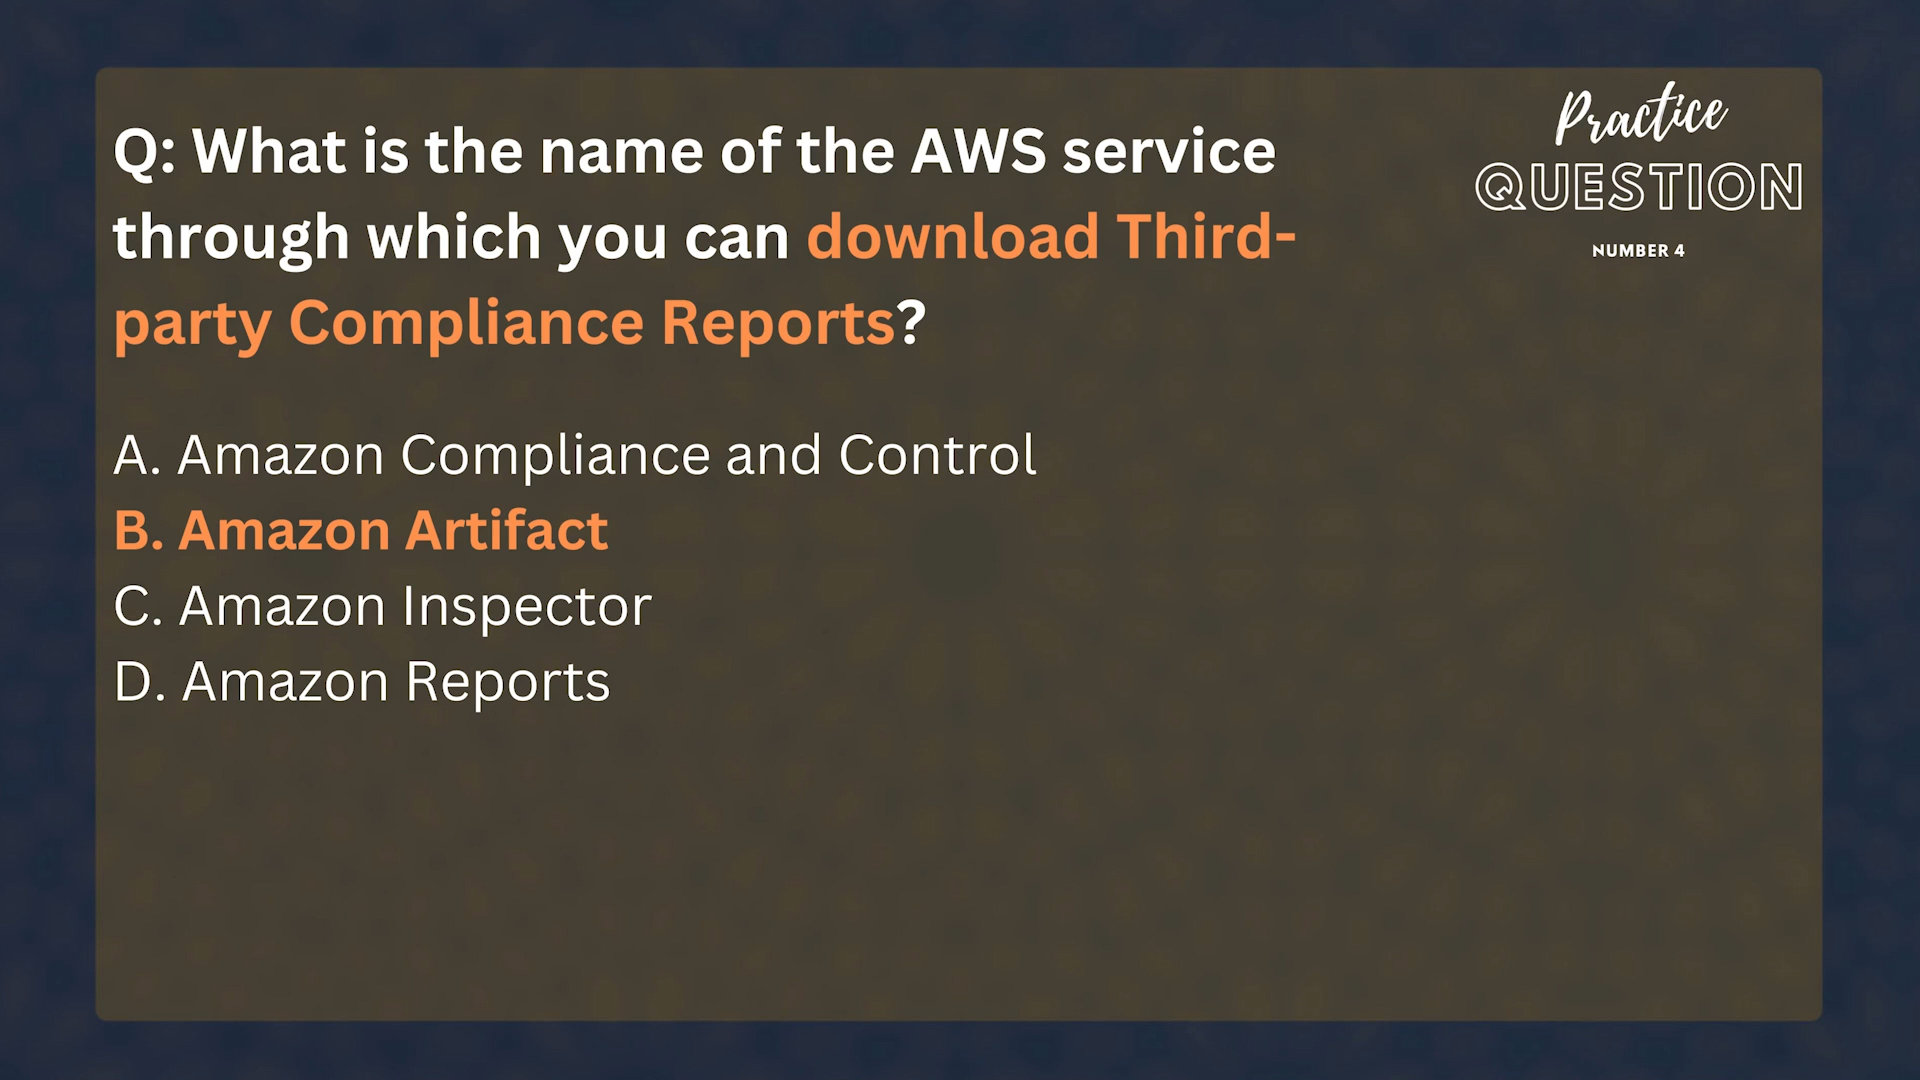 Q: What is the name of the AWS service
through which you can download Third-
party Compliance Reports?
A. Amazon Compliance and Control
B. Amazon Artifact
C. Amazon Inspector
D. Amazon Reports
Practice
QUESTION
NUMBER 4